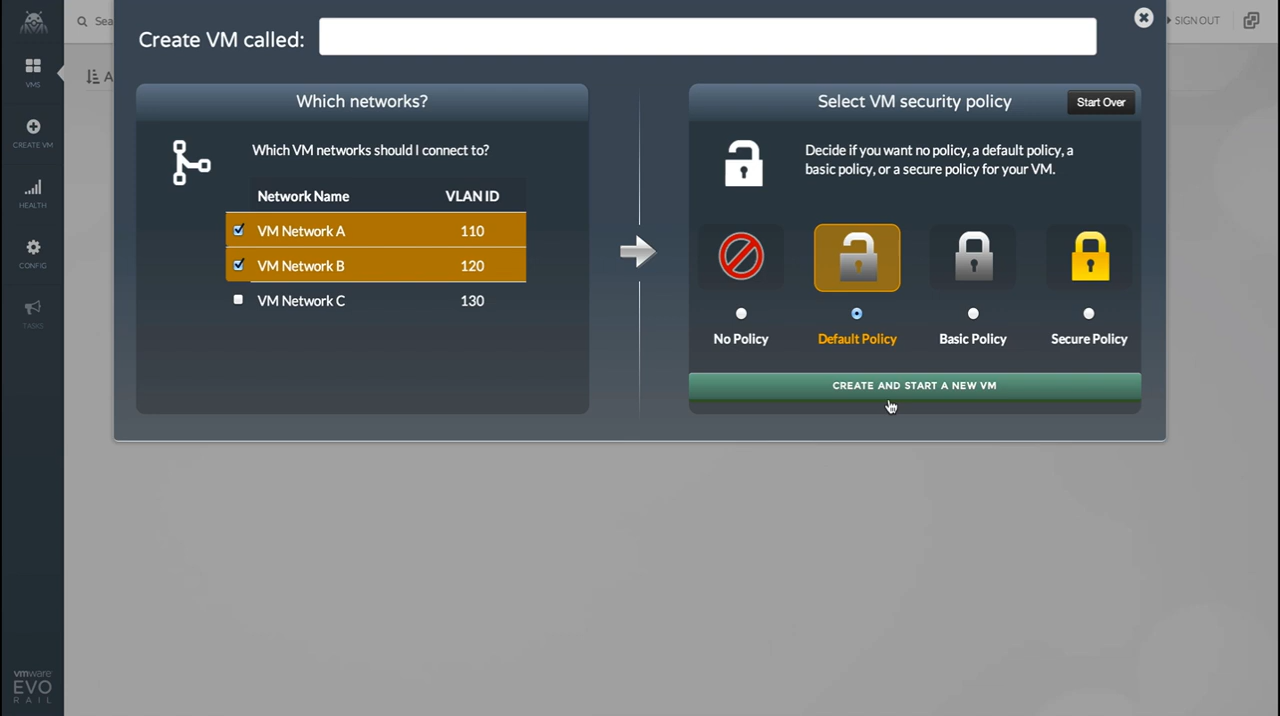 Sea
SIGN OUT
Create VM called:
VMS
A
CREATE VM
HEALTH
CONFIG
TASKS
Which networks?
Which VM networks should I connect to?
Network Name VLAN ID
VM Network A 110
VM Network B 120
VM Network C 130
Select VM security policy
Start Over
Decide if you want no policy, a default policy, a
basic policy, or a secure policy for your VM.
No Policy Default Policy Basic Policy Secure Policy
CREATE AND START A NEW VM
vmware
EVO
RAIL